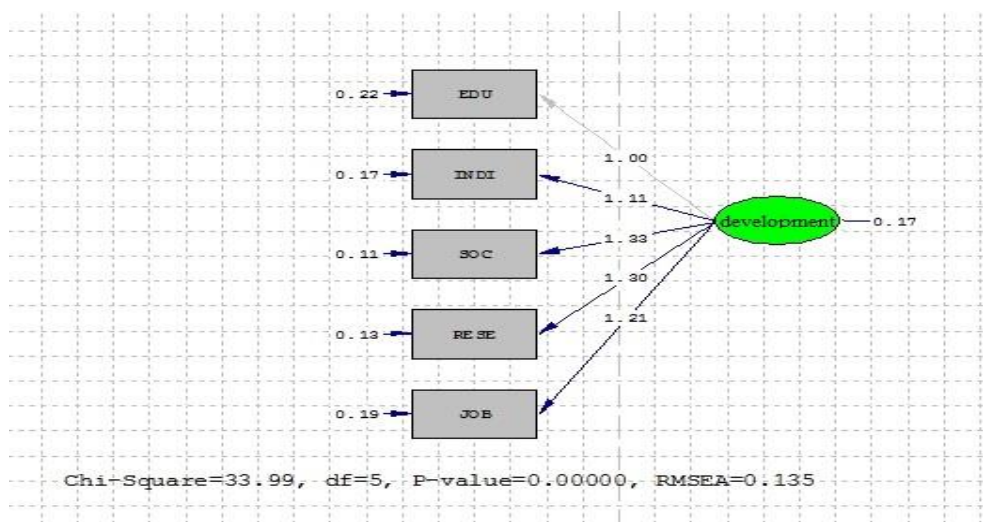 0.22 EDU
1.00
0.17 INDI
1.11
development 0.17
1.33
0.11 SOC
1.30
1.21
0.13 RESE
0.19 JOB
Chi-Square=33.99, df=5, P-value=0.00000, RMSEA=0.135